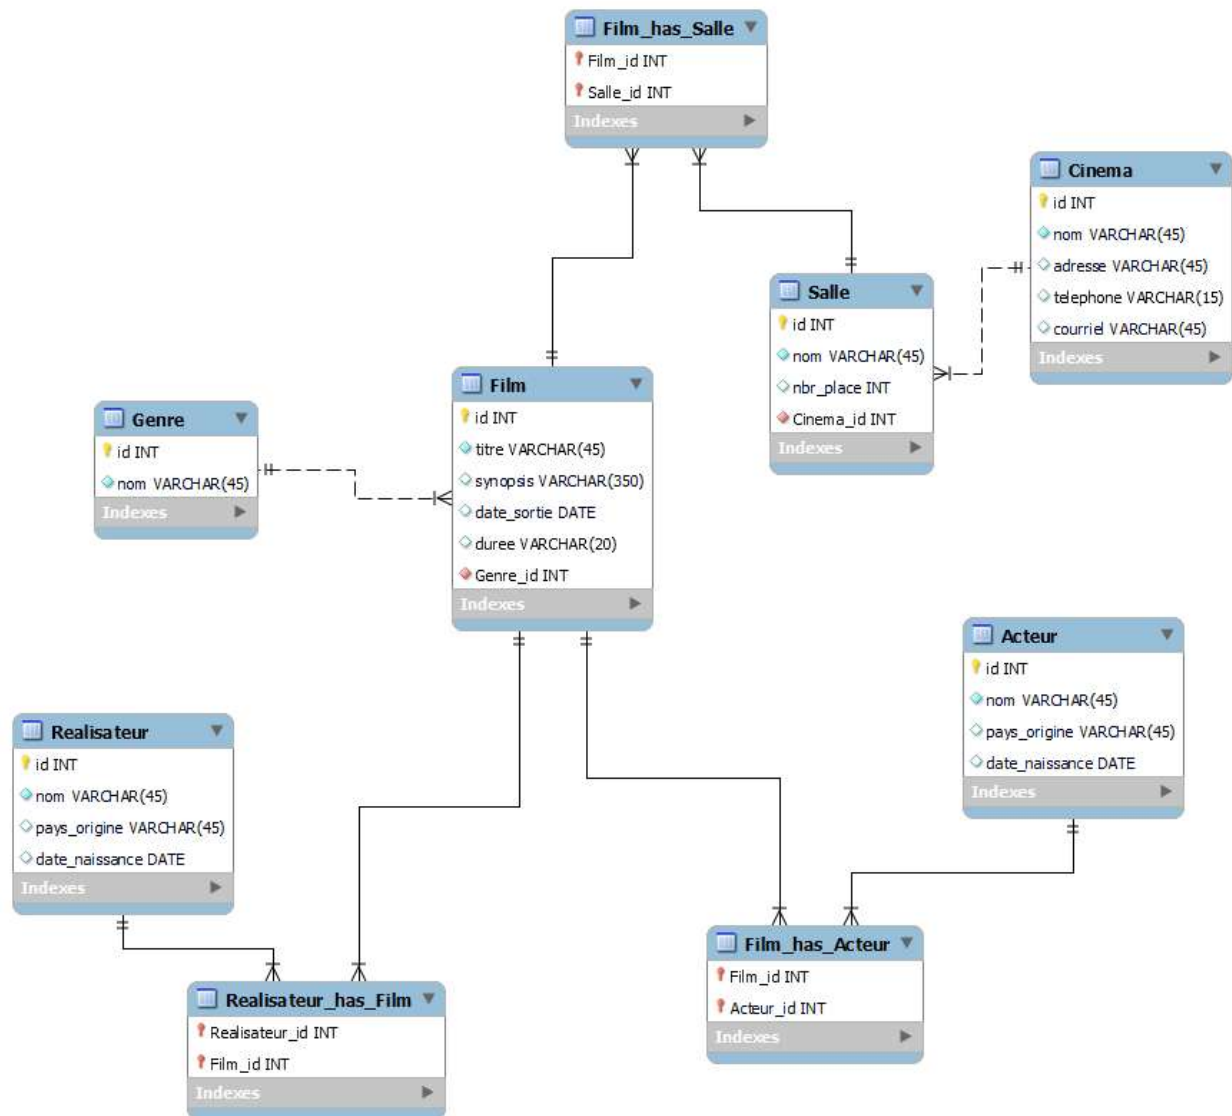 Film_has_Salle
Film_id INT
Salle_id INT
Indexes
Cinema
id INT
nom VARCHAR(45)
adresse VARCHAR(45)
telephone VARCHAR(15)
courriel VARCHAR(45)
Indexes
Salle
id INT
nom VARCHAR(45)
nbr_place INT
Cinema_id INT
Indexes
Film
id INT
titre VARCHAR(45)
synopsis VARCHAR(350)
date_sortie DATE
duree VARCHAR(20)
Genre_id INT
Indexes
Genre
id INT
nom VARCHAR(45)
Indexes
Acteur
id INT
nom VARCHAR(45)
pays_origine VARCHAR(45)
date_naissance DATE
Indexes
Realisateur
id INT
nom VARCHAR(45)
pays_origine VARCHAR(45)
date_naissance DATE
Indexes
Film_has_Acteur
Film_id INT
Acteur_id INT
Indexes
Realisateur_has_Film
Realisateur_id INT
Film_id INT
Indexes